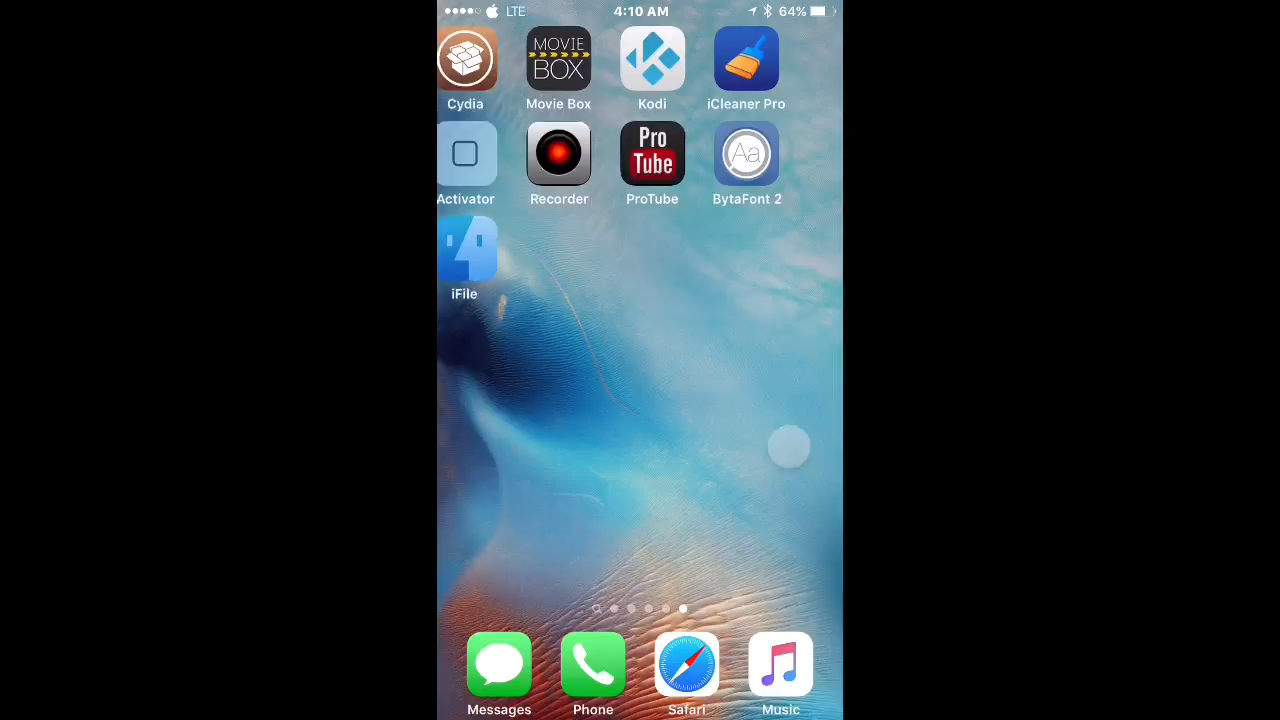 LTE 4:10 AM 64%
MOVIE BOX
Cydia Movie Box Kodi iCleaner Pro
Pro Tube Aa
Activator Recorder ProTube BytaFont 2
iFile
Messages Phone Safari Music